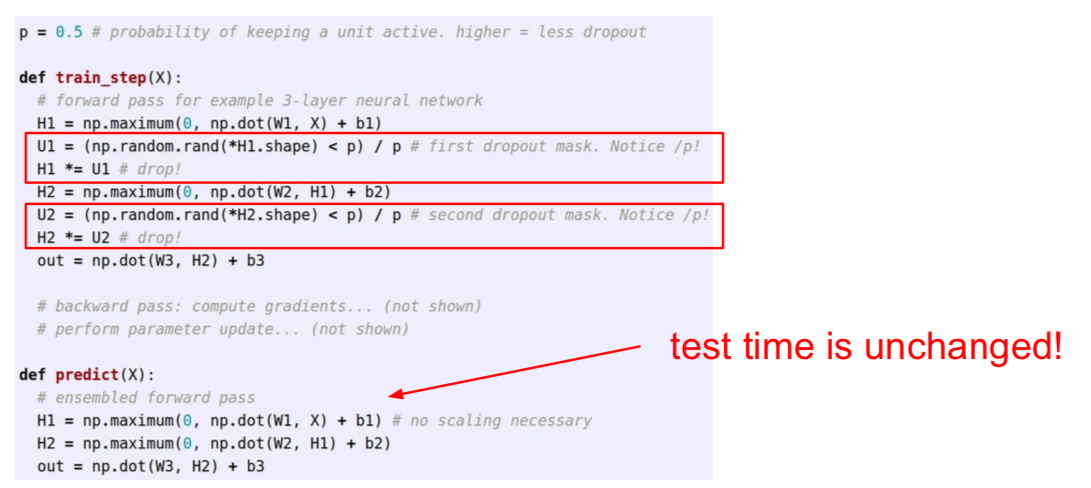 p = 0.5 # probability of keeping a unit active. higher = less dropout
def train_step(X):
# forward pass for example 3-layer neural network
H1 = np.maximum(0, np.dot(W1, X) + b1)
U1 = (np.random.rand(*H1.shape) < p) / p # first dropout mask. Notice /p!
H1 *= U1 # drop!
H2 = np.maximum(0, np.dot(W2, H1) + b2)
U2 = (np.random.rand(*H2.shape) < p) / p # second dropout mask. Notice /p!
H2 *= U2 # drop!
out = np.dot(W3, H2) + b3
# backward pass: compute gradients... (not shown)
# perform parameter update... (not shown)
test time is unchanged!
def predict(X):
# ensembled forward pass
H1 = np.maximum(0, np.dot(W1, X) + b1) # no scaling necessary
H2 = np.maximum(0, np.dot(W2, H1) + b2)
out = np.dot(W3, H2) + b3